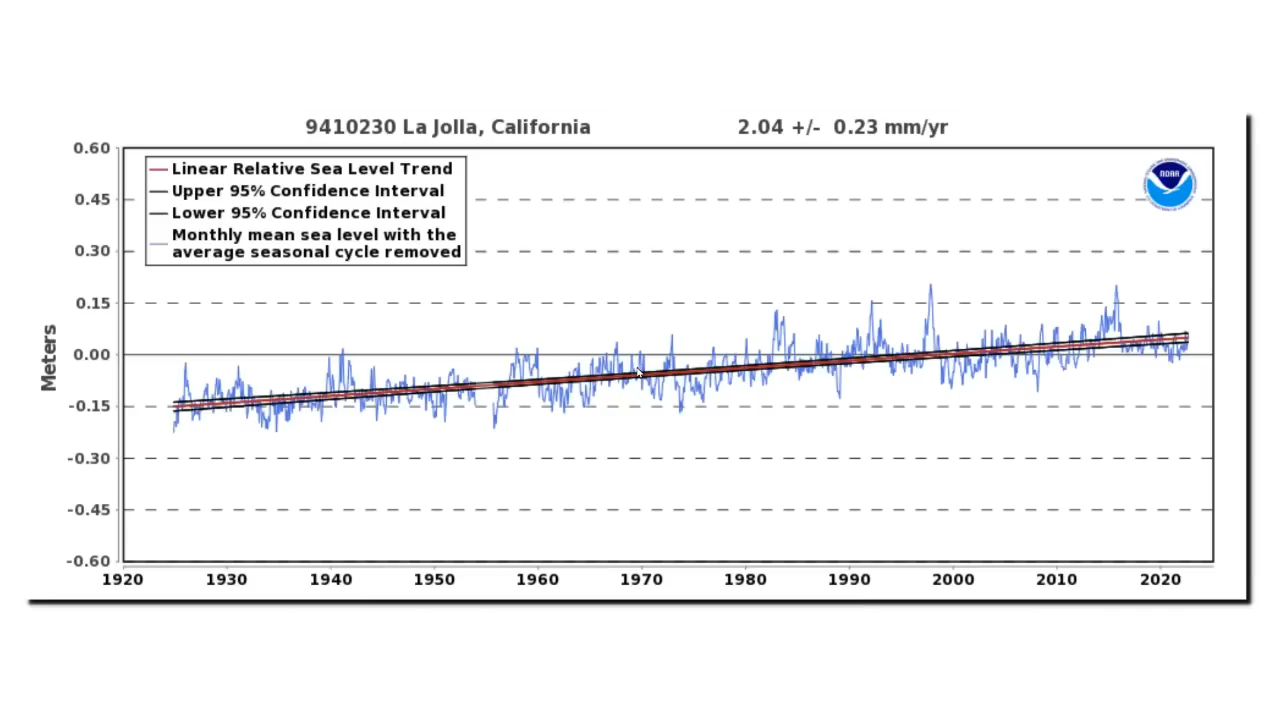 9410230 La Jolla, California 2.04 +/- 0.23 mm/yr
0.60
0.45
0.30
0.15
0.00
-0.15
-0.30
-0.45
-0.60
Meters
Linear Relative Sea Level Trend
Upper 95% Confidence Interval
Lower 95% Confidence Interval
Monthly mean sea level with the
average seasonal cycle removed
NOAA
1920 1930 1940 1950 1960 1970 1980 1990 2000 2010 2020